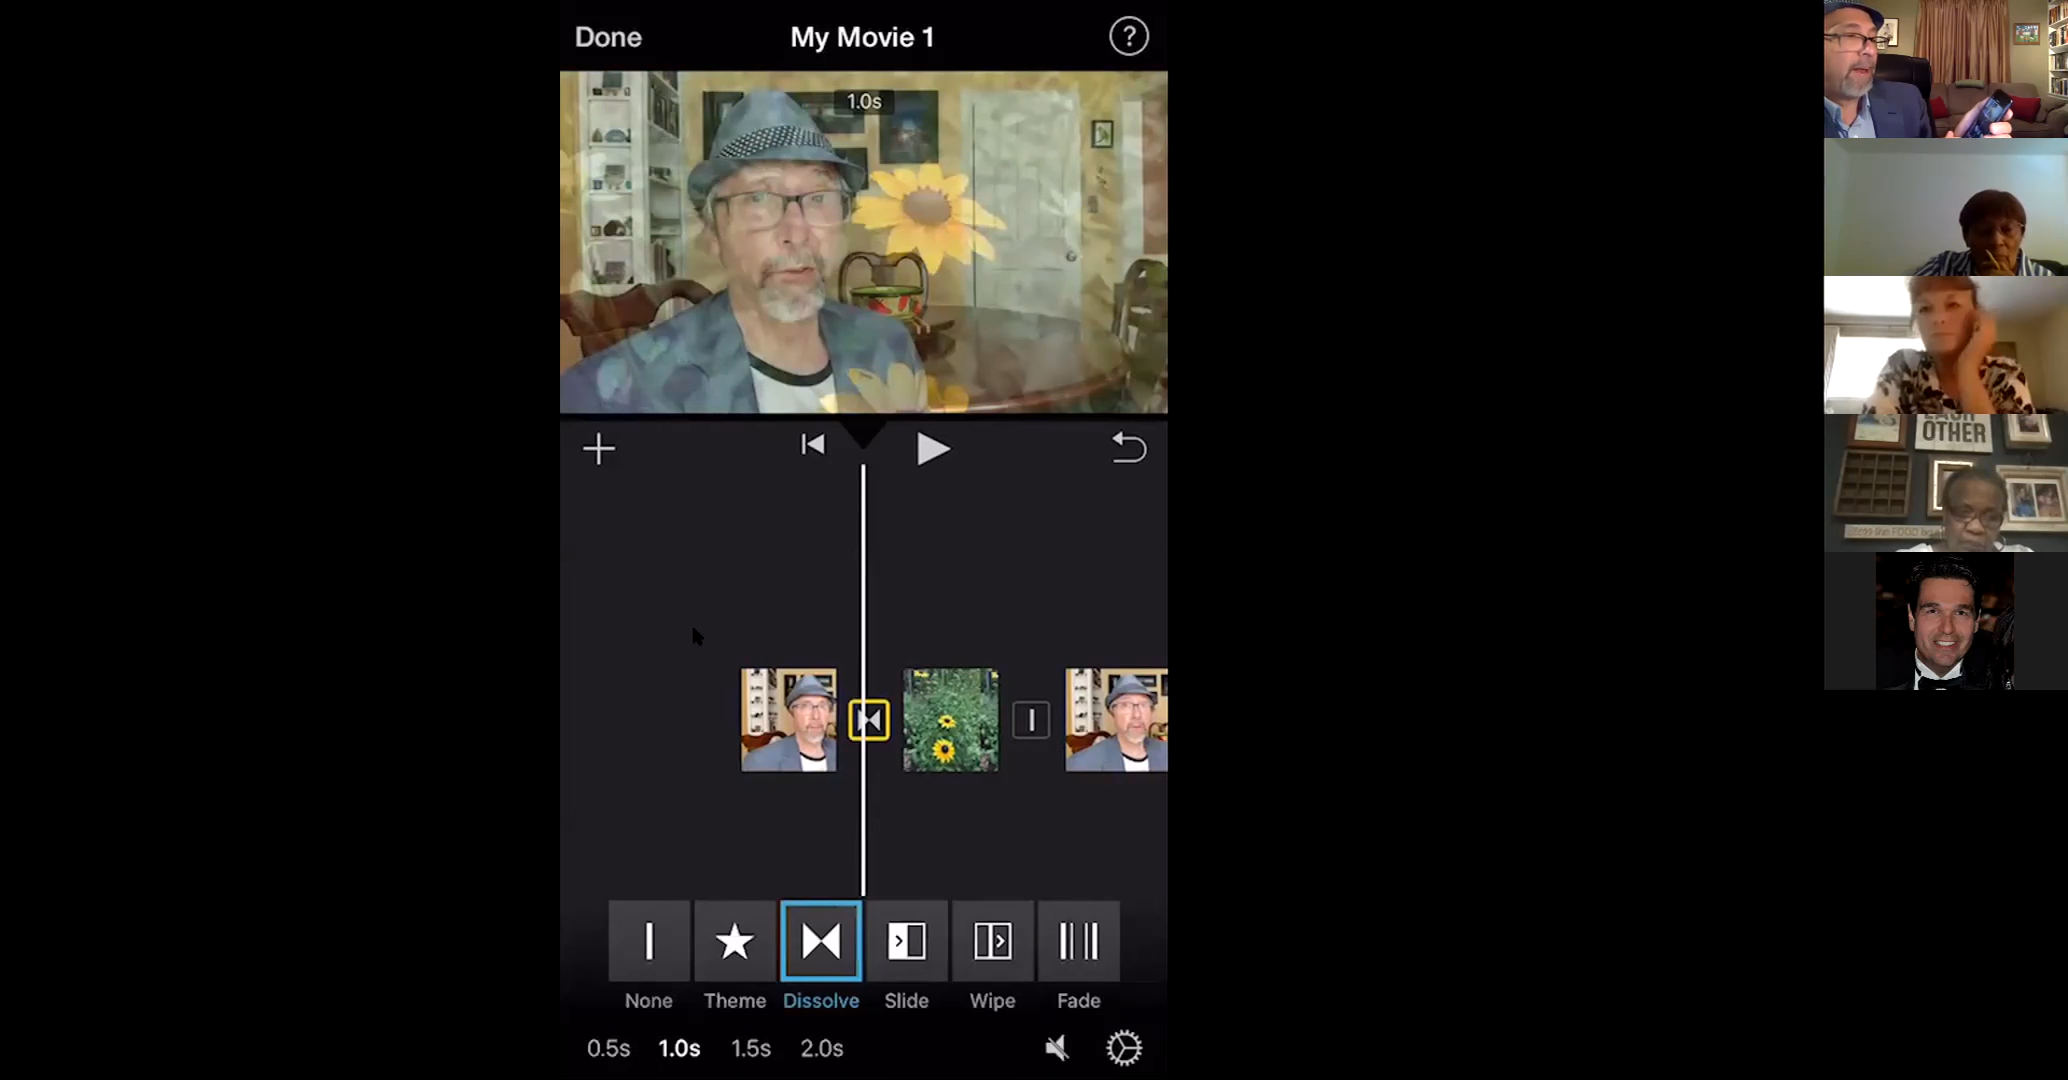 Done My Movie 1 ?
1.0s
None Theme Dissolve Slide Wipe Fade
0.5s 1.0s 1.5s 2.0s
OTHER